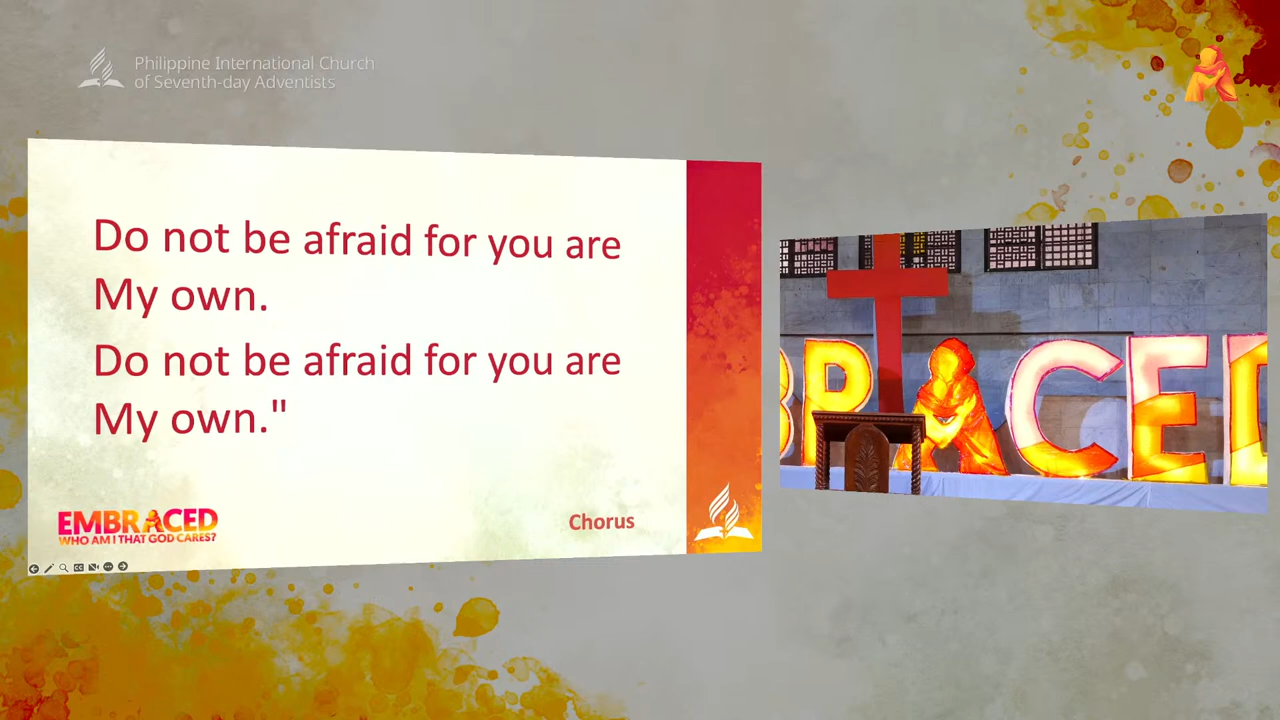 Philippine International Church
of Seventh-day Adventists
Do not be afraid for you are
My own.
Do not be afraid for you are
My own."
EMBRACED
WHO AM I THAT GOD CARES?
Chorus
BRACED